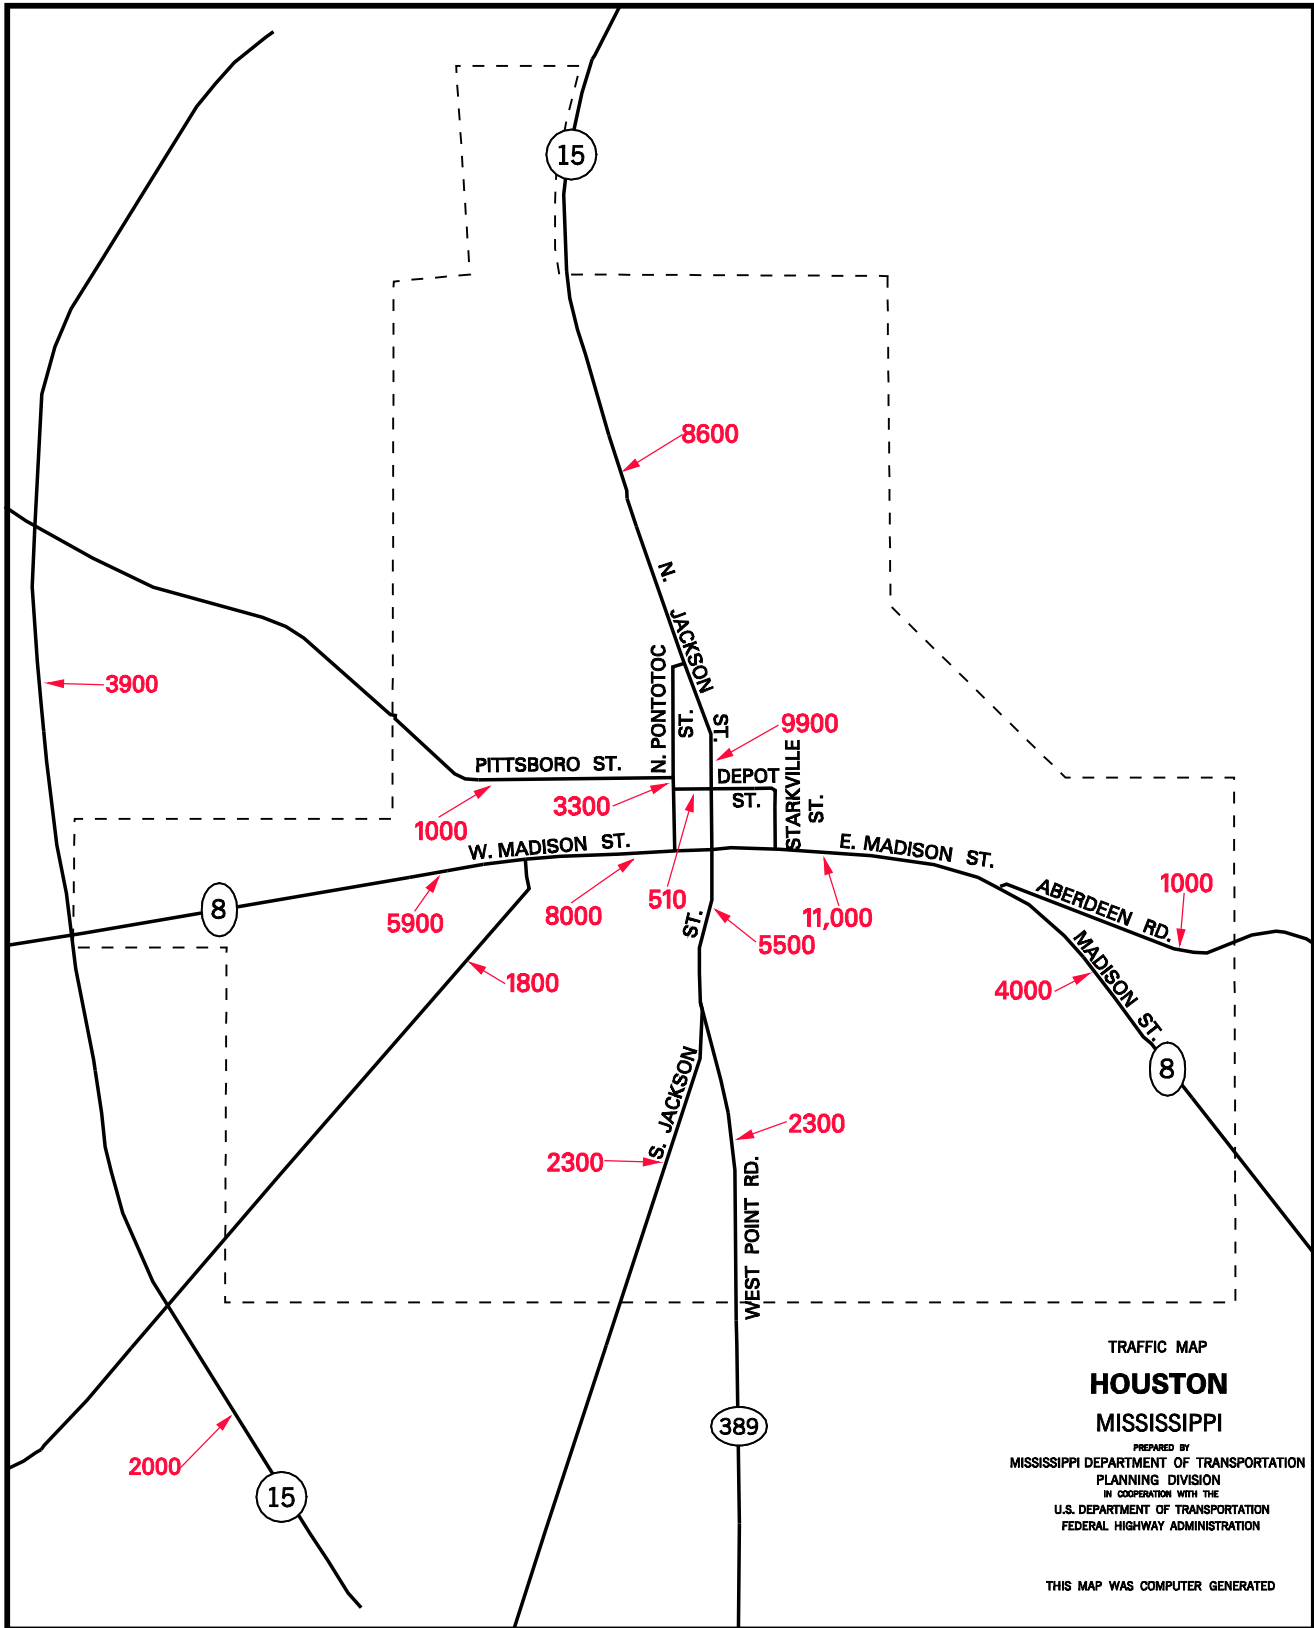 15
8600
N. JACKSON ST.
N. PONTOTOC ST.
3900
9900
PITTSBORO ST.
DEPOT ST.
STARKVILLE ST.
3300
1000
W. MADISON ST.
E. MADISON ST.
8
5900
8000
510
11,000
ABERDEEN RD.
1000
5500
1800
4000
MADISON ST.
8
S. JACKSON ST.
2300
2300
WEST POINT RD.
389
2000
15
TRAFFIC MAP
HOUSTON
MISSISSIPPI
PREPARED BY
MISSISSIPPI DEPARTMENT OF TRANSPORTATION
PLANNING DIVISION
IN COOPERATION WITH THE
U.S. DEPARTMENT OF TRANSPORTATION
FEDERAL HIGHWAY ADMINISTRATION
THIS MAP WAS COMPUTER GENERATED